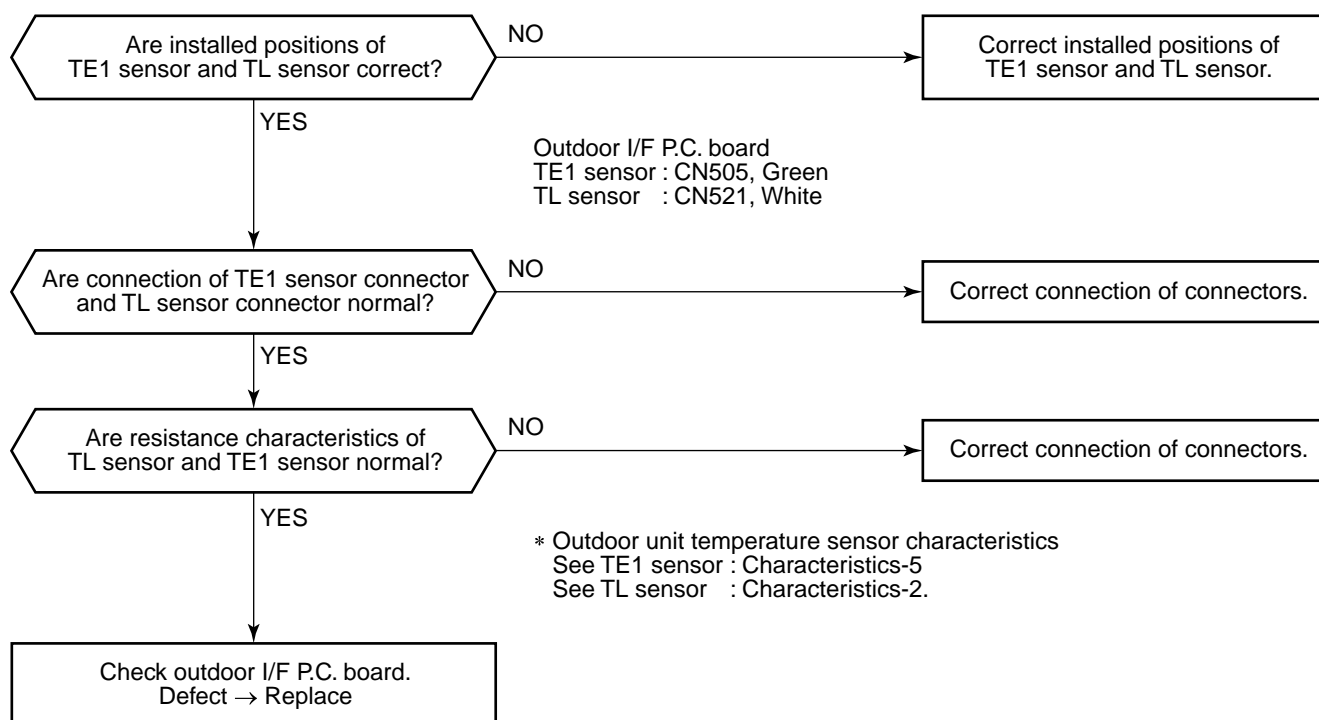 Are installed positions of
TE1 sensor and TL sensor correct?
NO
Correct installed positions of
TE1 sensor and TL sensor.
YES
Outdoor I/F P.C. board
TE1 sensor : CN505, Green
TL sensor : CN521, White
Are connection of TE1 sensor connector
and TL sensor connector normal?
NO
Correct connection of connectors.
YES
Are resistance characteristics of
TL sensor and TE1 sensor normal?
NO
Correct connection of connectors.
YES
* Outdoor unit temperature sensor characteristics
See TE1 sensor : Characteristics-5
See TL sensor : Characteristics-2.
Check outdoor I/F P.C. board.
Defect → Replace